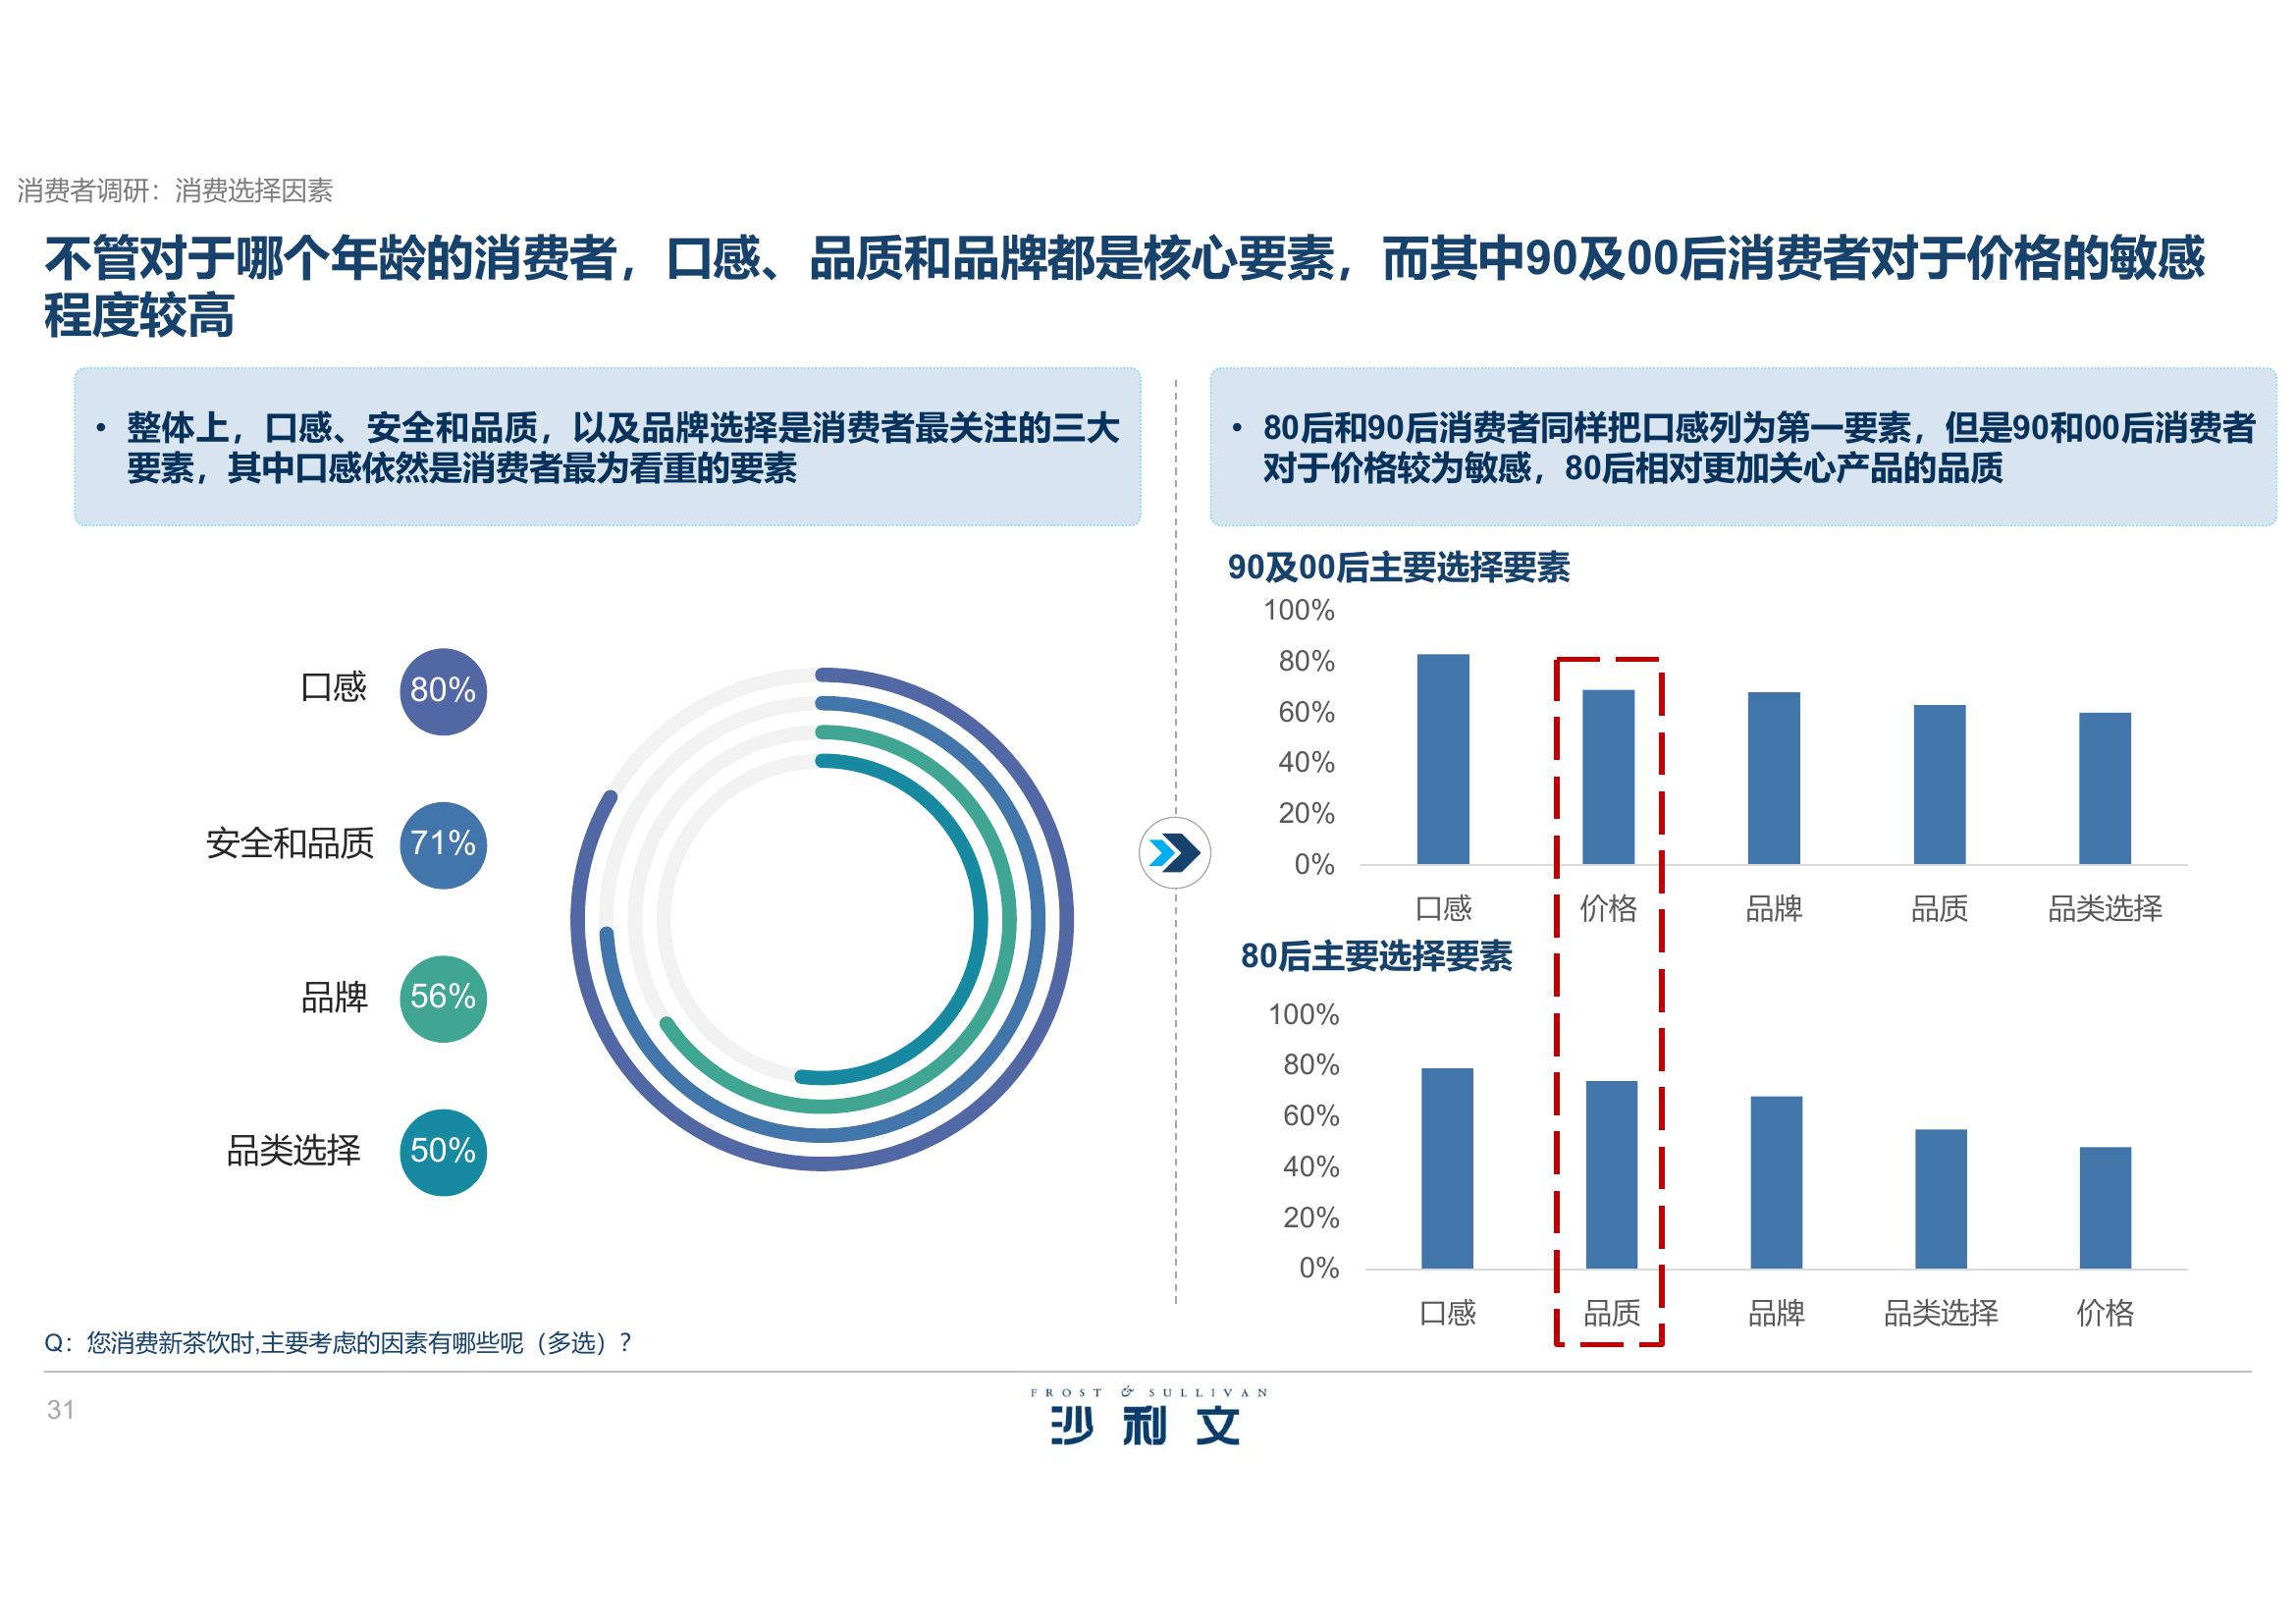 消费者调研：消费选择因素
不管对于哪个年龄的消费者，口感、品质和品牌都是核心要素，而其中90及00后消费者对于价格的敏感
程度较高
• 整体上，口感、安全和品质，以及品牌选择是消费者最关注的三大
要素，其中口感依然是消费者最为看重的要素
口感 80%
安全和品质 71%
品牌 56%
品类选择 50%
• 80后和90后消费者同样把口感列为第一要素，但是90和00后消费者
对于价格较为敏感，80后相对更加关心产品的品质
90及00后主要选择要素
100%
80%
60%
40%
20%
0%
口感 价格 品牌 品质 品类选择
80后主要选择要素
100%
80%
60%
40%
20%
0%
口感 品质 品牌 品类选择 价格
Q：您消费新茶饮时,主要考虑的因素有哪些呢（多选）？
31
FROST & SULLIVAN
沙利文